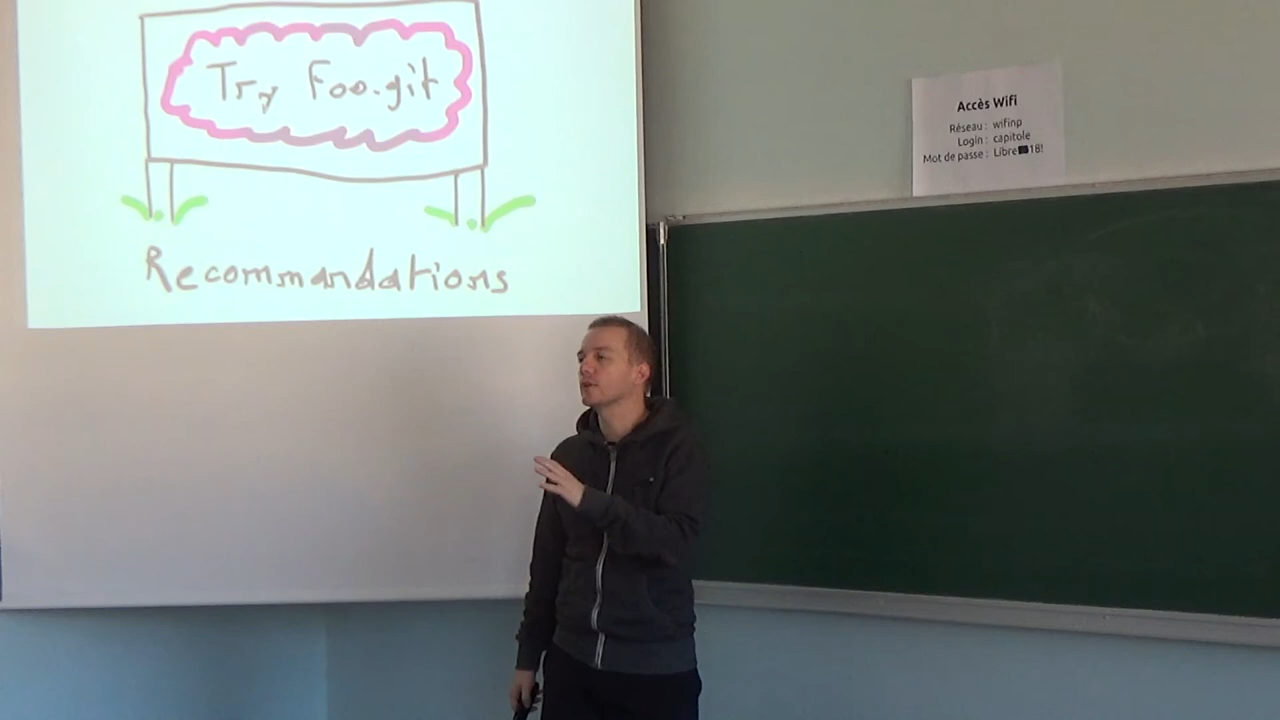 Try Foo.git
Recommandations
Accès Wifi
Réseau : wifinp
Login : capitole
Mot de passe : Libre 18!